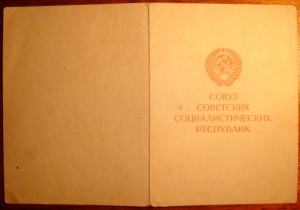 СОЮЗ
СОВЕТСКИХ
СОЦИАЛИСТИЧЕСКИХ
РЕСПУБЛИК